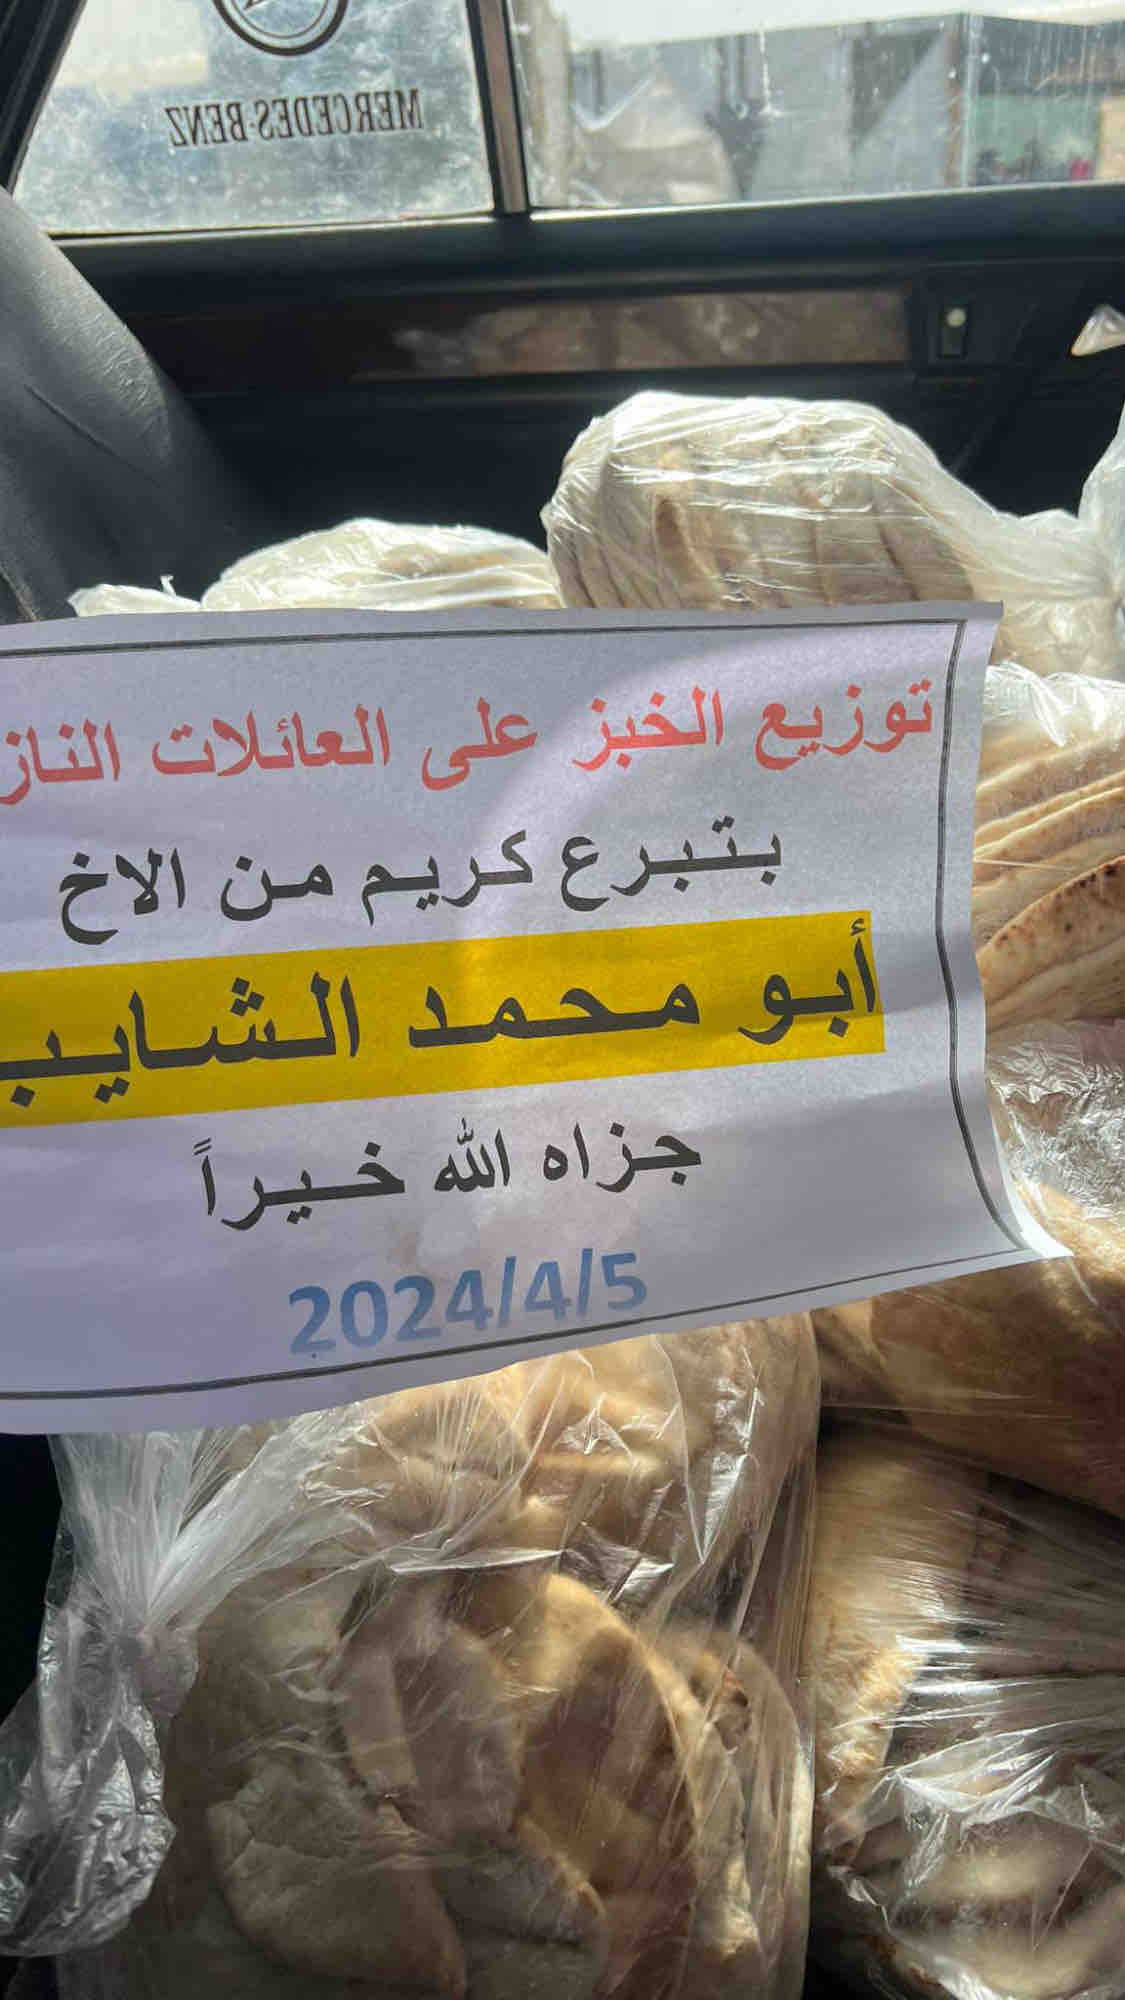 MERCEDES-BENZ
توزيع الخبز على العائلات
بتبرع كريم من الاخ
أبو محمد الشايب
جزاه الله خيراً
2024/4/5